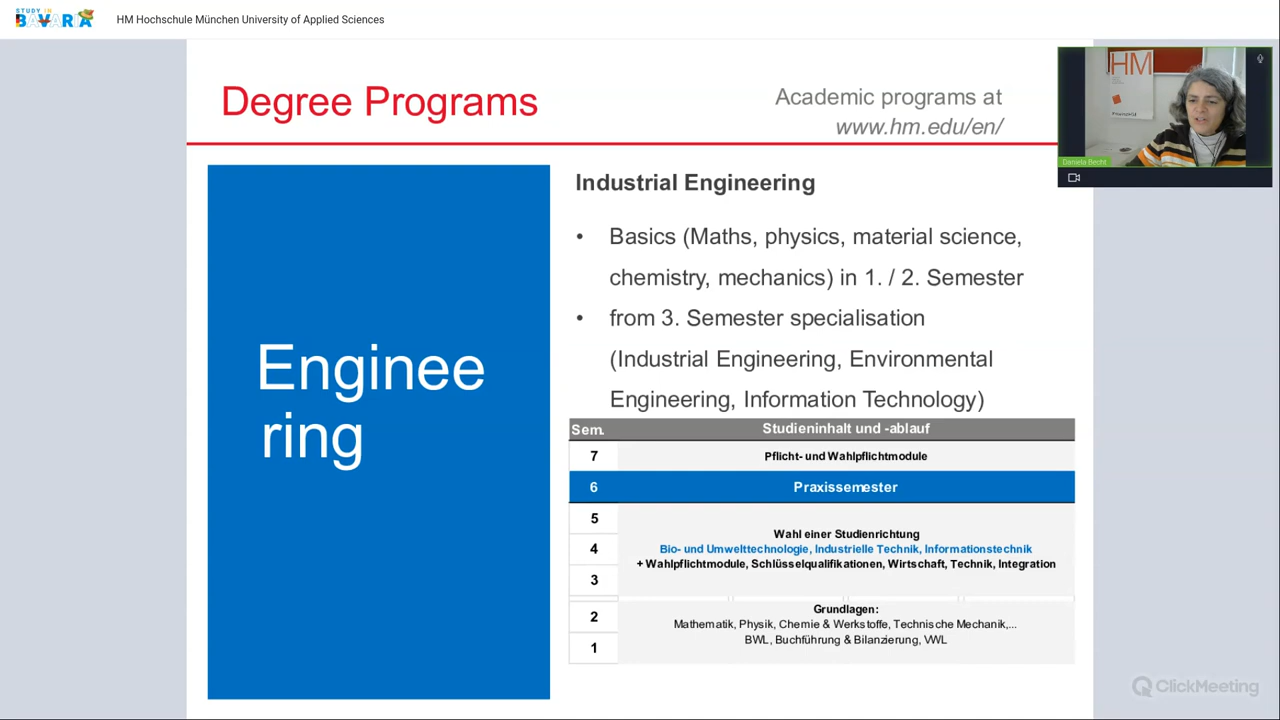 STUDY IN
BAVARIA
HM Hochschule München University of Applied Sciences
Degree Programs
Academic programs at
www.hm.edu/en/
HM
Daniela Becht
Enginee
ring
Industrial Engineering
• Basics (Maths, physics, material science,
chemistry, mechanics) in 1. / 2. Semester
• from 3. Semester specialisation
(Industrial Engineering, Environmental
Engineering, Information Technology)
Sem. Studieninhalt und -ablauf
7 Pflicht- und Wahlpflichtmodule
6 Praxissemester
5
Wahl einer Studienrichtung
4 Bio- und Umwelttechnologie, Industrielle Technik, Informationstechnik
+ Wahlpflichtmodule, Schlüsselqualifikationen, Wirtschaft, Technik, Integration
3
Grundlagen:
2 Mathematik, Physik, Chemie & Werkstoffe, Technische Mechanik,...
BWL, Buchführung & Bilanzierung, VWL
1
ClickMeeting